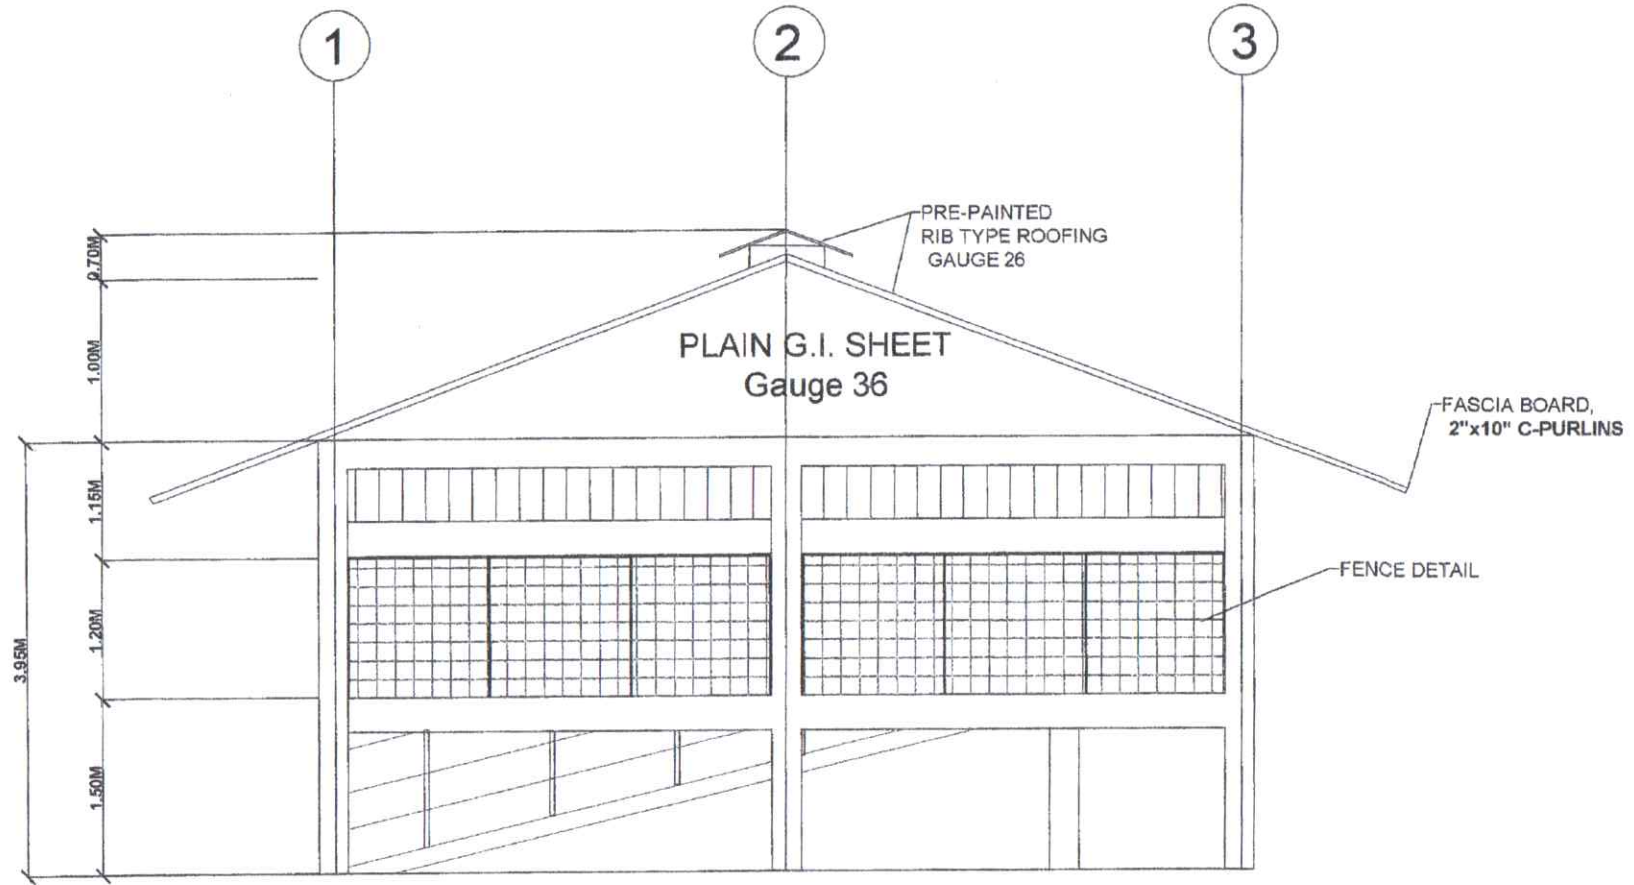 1
2
3
PRE-PAINTED
RIB TYPE ROOFING
GAUGE 26
0.70M
1.00M
PLAIN G.I. SHEET
Gauge 36
FASCIA BOARD,
2"x10" C-PURLINS
1.15M
FENCE DETAIL
1.20M
3.95M
1.50M